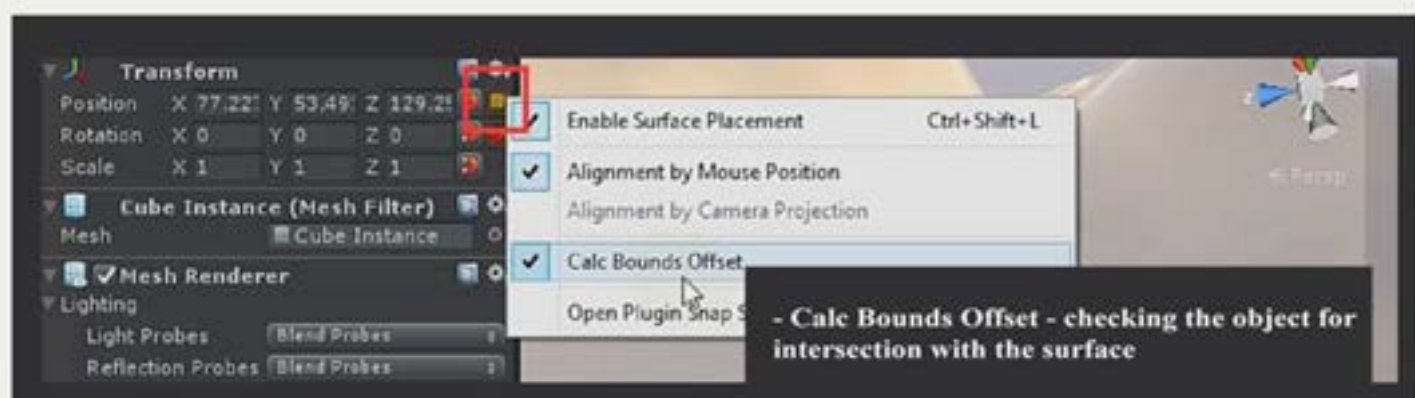 Transform
Position X 77,22 Y 53,49 Z 129,2
Rotation X 0 Y 0 Z 0
Scale X 1 Y 1 Z 1
Cube Instance (Mesh Filter)
Mesh Cube Instance
Mesh Renderer
Lighting
Light Probes Blend Probes
Reflection Probes Blend Probes
Enable Surface Placement Ctrl+Shift+L
Alignment by Mouse Position
Alignment by Camera Projection
Calc Bounds Offset
Open Plugin Snap S
- Calc Bounds Offset - checking the object for
intersection with the surface
z
Persp